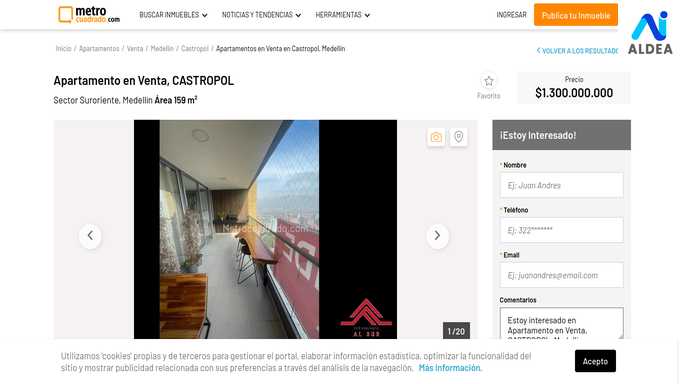 metro
cuadrado.com
BUSCAR INMUEBLES
NOTICIAS Y TENDENCIAS
HERRAMIENTAS
INGRESAR
Publica tu Inmueble
ALDEA
Inicio / Apartamentos / Venta / Medellín / Castropol / Apartamentos en Venta en Castropol, Medellín
VOLVER A LOS RESULTADO
Apartamento en Venta, CASTROPOL
Sector Suroriente, Medellin Área 159 m²
Favorito
Precio
$1.300.000.000
¡Estoy Interesado!
* Nombre
Ej: Juan Andres
* Teléfono
Ej: 322*******
* Email
Ej: juanandres@email.com
Comentarios
Estoy interesado en
Apartamento en Venta,
Metrocuadrado.com
AL SUR
1 / 20
Utilizamos 'cookies' propias y de terceros para gestionar el portal, elaborar información estadística, optimizar la funcionalidad del
sitio y mostrar publicidad relacionada con sus preferencias a través del análisis de la navegación. Más información.
Acepto